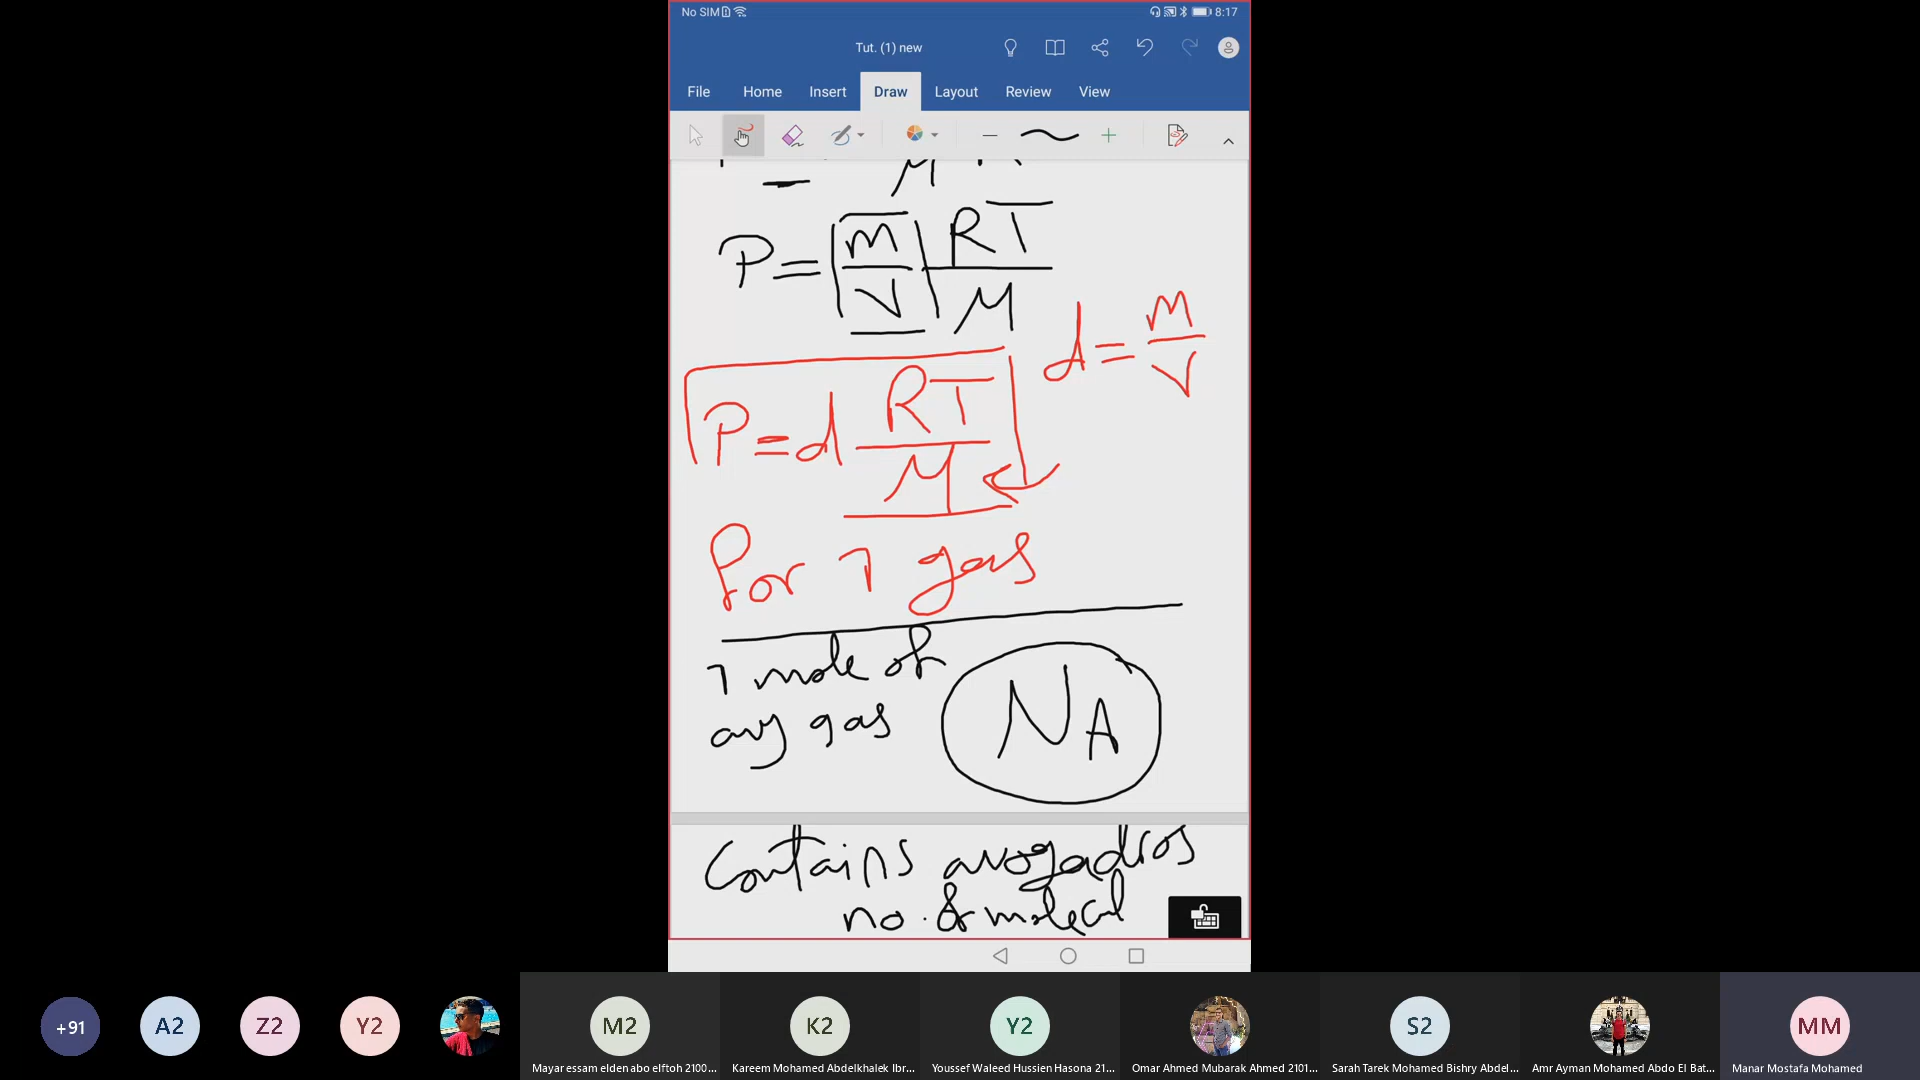 No SIM
8:17
Tut. (1) new
File Home Insert Draw Layout Review View
M
P = m/V RT/M
d = m/V
P = d RT/M
for 1 gas
1 mole of
any gas
NA
Contains avogadros
no. of molecul
+91 A2 Z2 Y2 M2 K2 Y2 S2 MM
Mayar essam elden abo elftoh 2100... Kareem Mohamed Abdelkhalek Ibr... Youssef Waleed Hussien Hasona 21... Omar Ahmed Mubarak Ahmed 2101... Sarah Tarek Mohamed Bishry Abdel... Amr Ayman Mohamed Abdo El Bat... Manar Mostafa Mohamed